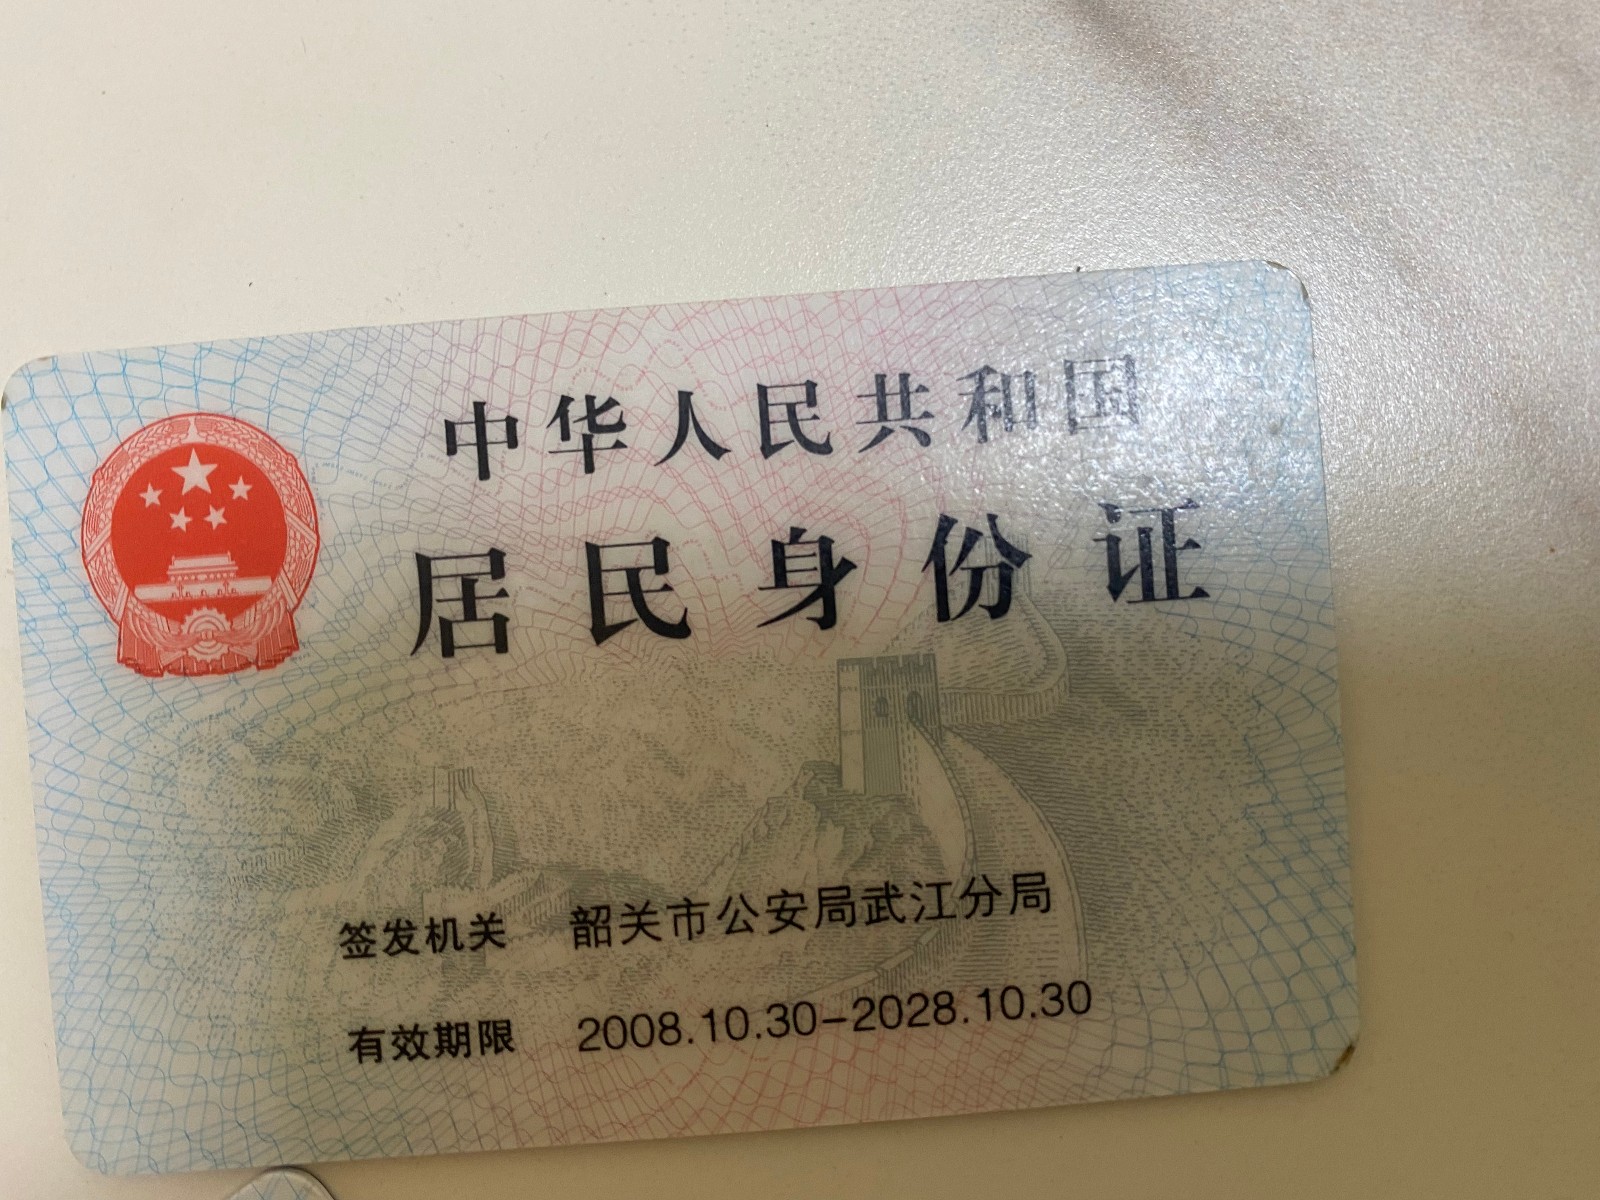 中华人民共和国
居民身份证
签发机关 韶关市公安局武江分局
有效期限 2008.10.30-2028.10.30